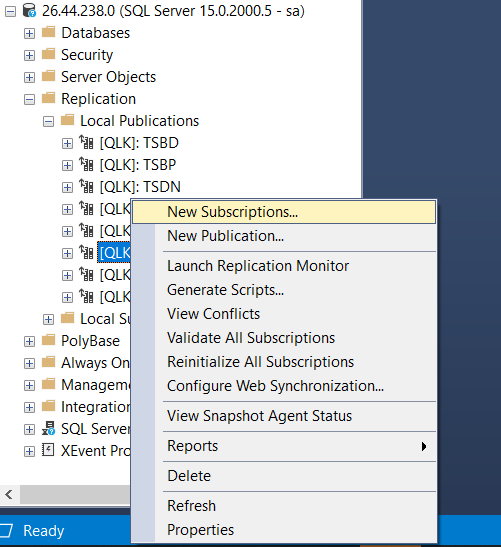 26.44.238.0 (SQL Server 15.0.2000.5 - sa)
Databases
Security
Server Objects
Replication
Local Publications
[QLK]: TSBD
[QLK]: TSBP
[QLK]: TSDN
[QLK
[QLK
[QLK
[QLK
[QLK
Local Su
PolyBase
Always On
Manageme
Integration
SQL Server
XEvent Pro
New Subscriptions...
New Publication...
Launch Replication Monitor
Generate Scripts...
View Conflicts
Validate All Subscriptions
Reinitialize All Subscriptions
Configure Web Synchronization...
View Snapshot Agent Status
Reports
Delete
Refresh
Properties
Ready